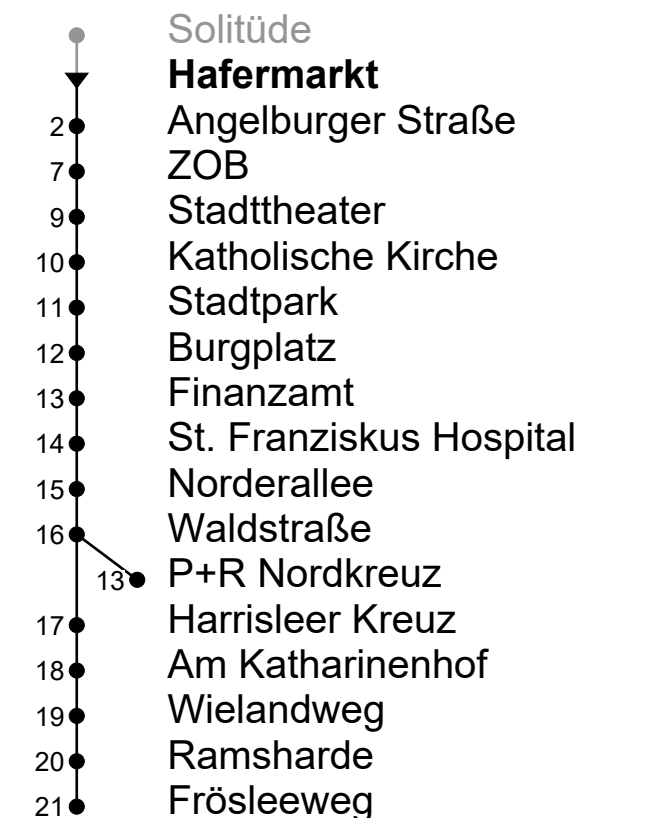 Solitüde
Hafermarkt
2 Angelburger Straße
7 ZOB
9 Stadttheater
10 Katholische Kirche
11 Stadtpark
12 Burgplatz
13 Finanzamt
14 St. Franziskus Hospital
15 Norderallee
16 Waldstraße
13 P+R Nordkreuz
17 Harrisleer Kreuz
18 Am Katharinenhof
19 Wielandweg
20 Ramsharde
21 Frösleeweg